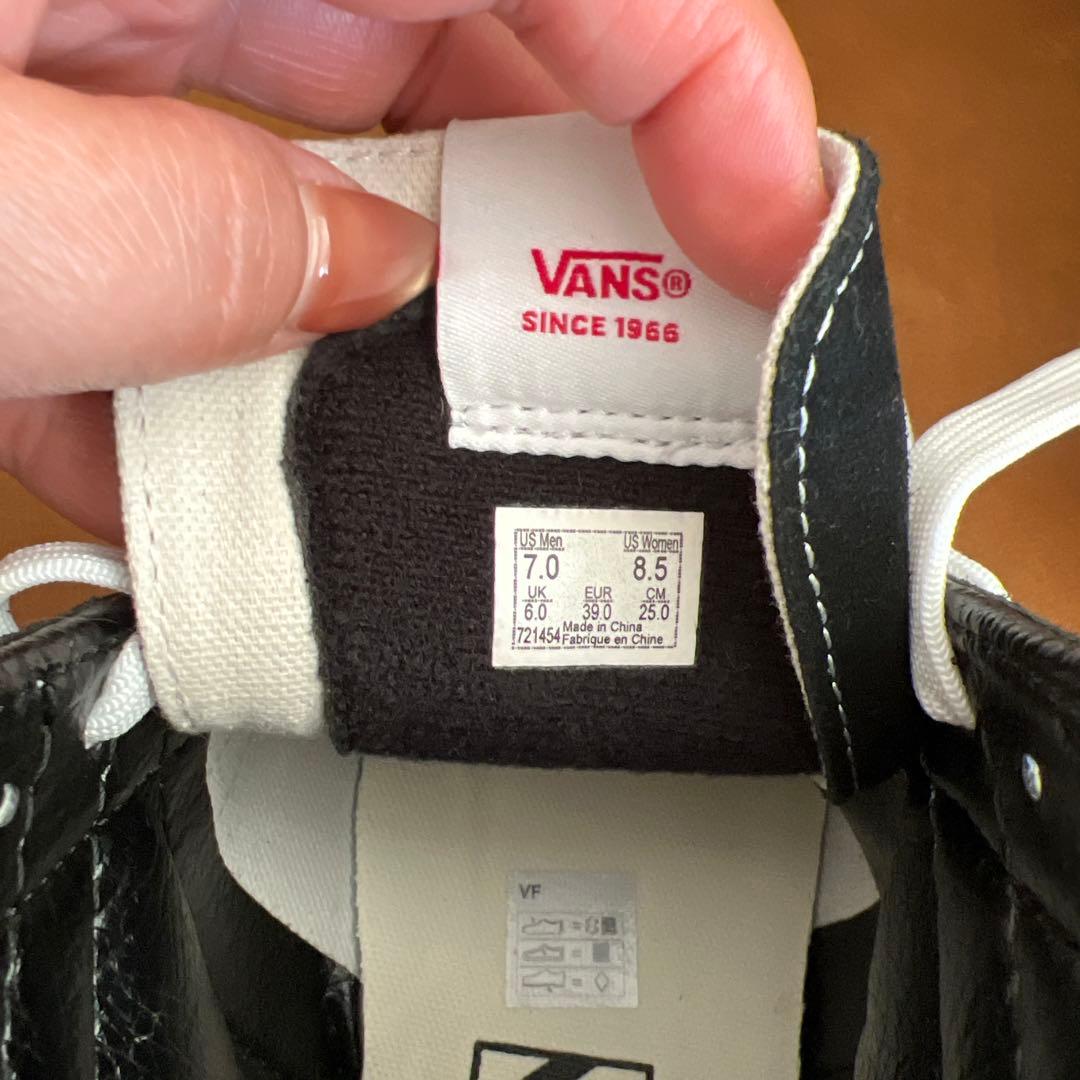 VANS®
SINCE 1966
US Men US Women
7.0 8.5
UK EUR CM
6.0 39.0 25.0
721454 Made in China
Fabrique en Chine
VF